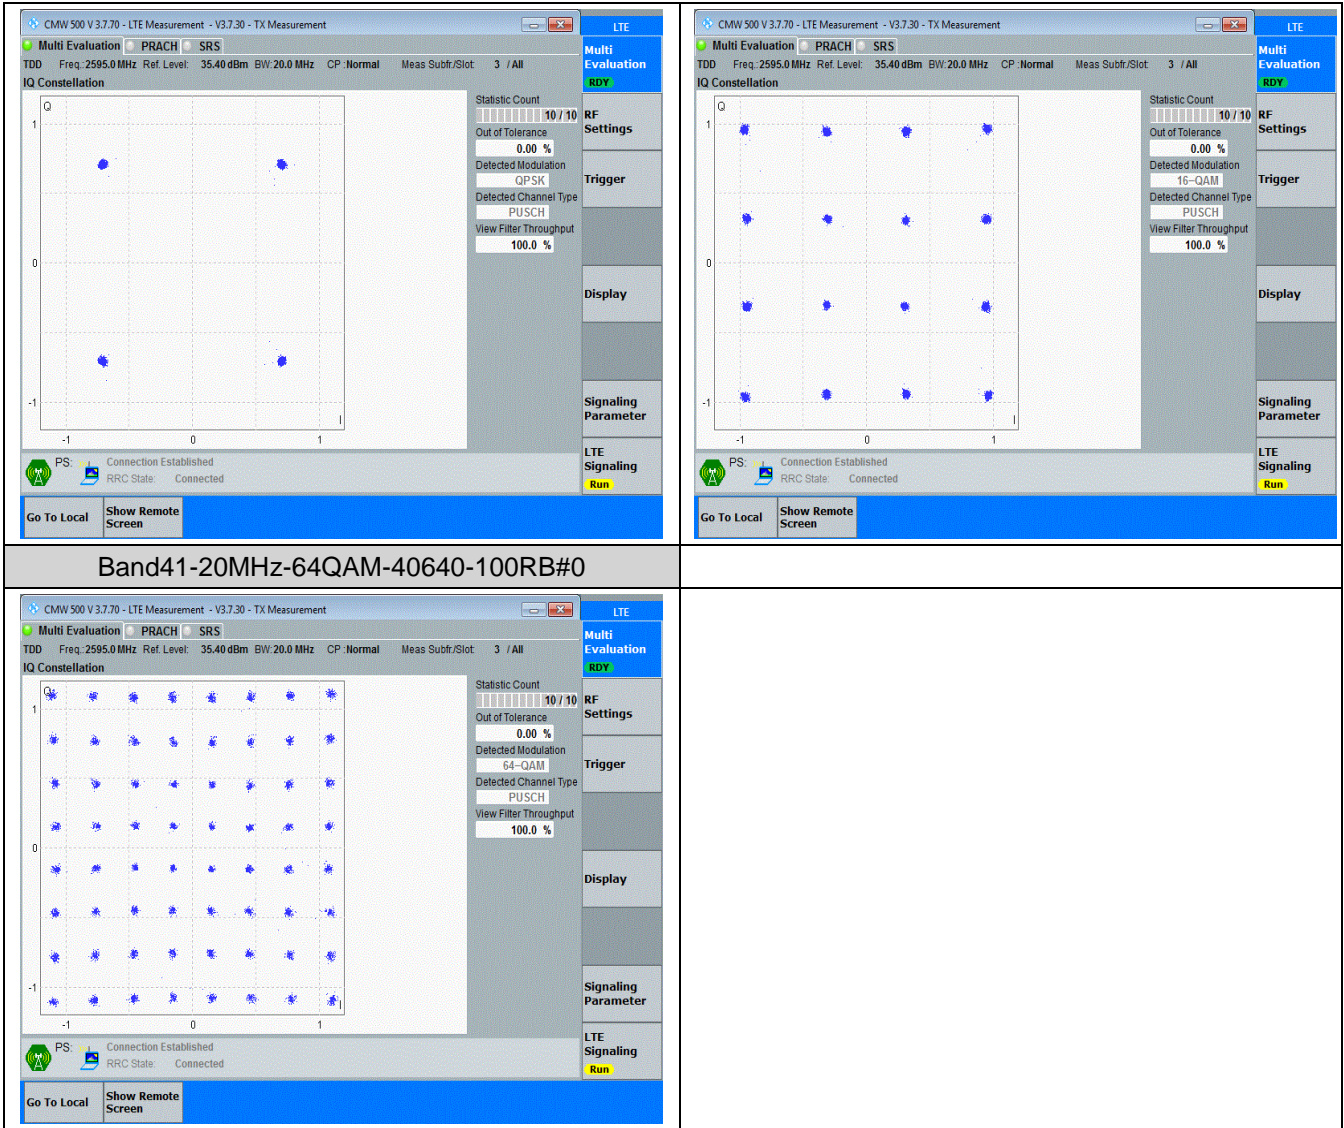 CMW 500 V 3.7.70 - LTE Measurement - V3.7.30 - TX Measurement
LTE
Multi Evaluation PRACH SRS
Multi
Evaluation
RDY
TDD Freq.:2595.0 MHz Ref. Level: 35.40 dBm BW:20.0 MHz CP :Normal Meas Subfr./Slot 3 / All
IQ Constellation
Q
1
0
-1
I
-1 0 1
Statistic Count
10 / 10
Out of Tolerance
0.00 %
Detected Modulation
QPSK
Detected Channel Type
PUSCH
View Filter Throughput
100.0 %
RF
Settings
Trigger
Display
Signaling
Parameter
LTE
Signaling
Run
PS: Connection Established
RRC State: Connected
Go To Local
Show Remote
Screen
CMW 500 V 3.7.70 - LTE Measurement - V3.7.30 - TX Measurement
LTE
Multi Evaluation PRACH SRS
Multi
Evaluation
RDY
TDD Freq.:2595.0 MHz Ref. Level: 35.40 dBm BW:20.0 MHz CP :Normal Meas Subfr./Slot 3 / All
IQ Constellation
Q
1
0
-1
I
-1 0 1
Statistic Count
10 / 10
Out of Tolerance
0.00 %
Detected Modulation
16-QAM
Detected Channel Type
PUSCH
View Filter Throughput
100.0 %
RF
Settings
Trigger
Display
Signaling
Parameter
LTE
Signaling
Run
PS: Connection Established
RRC State: Connected
Go To Local
Show Remote
Screen
Band41-20MHz-64QAM-40640-100RB#0
CMW 500 V 3.7.70 - LTE Measurement - V3.7.30 - TX Measurement
LTE
Multi Evaluation PRACH SRS
Multi
Evaluation
RDY
TDD Freq.:2595.0 MHz Ref. Level: 35.40 dBm BW:20.0 MHz CP :Normal Meas Subfr./Slot 3 / All
IQ Constellation
Q
1
0
-1
I
-1 0 1
Statistic Count
10 / 10
Out of Tolerance
0.00 %
Detected Modulation
64-QAM
Detected Channel Type
PUSCH
View Filter Throughput
100.0 %
RF
Settings
Trigger
Display
Signaling
Parameter
LTE
Signaling
Run
PS: Connection Established
RRC State: Connected
Go To Local
Show Remote
Screen